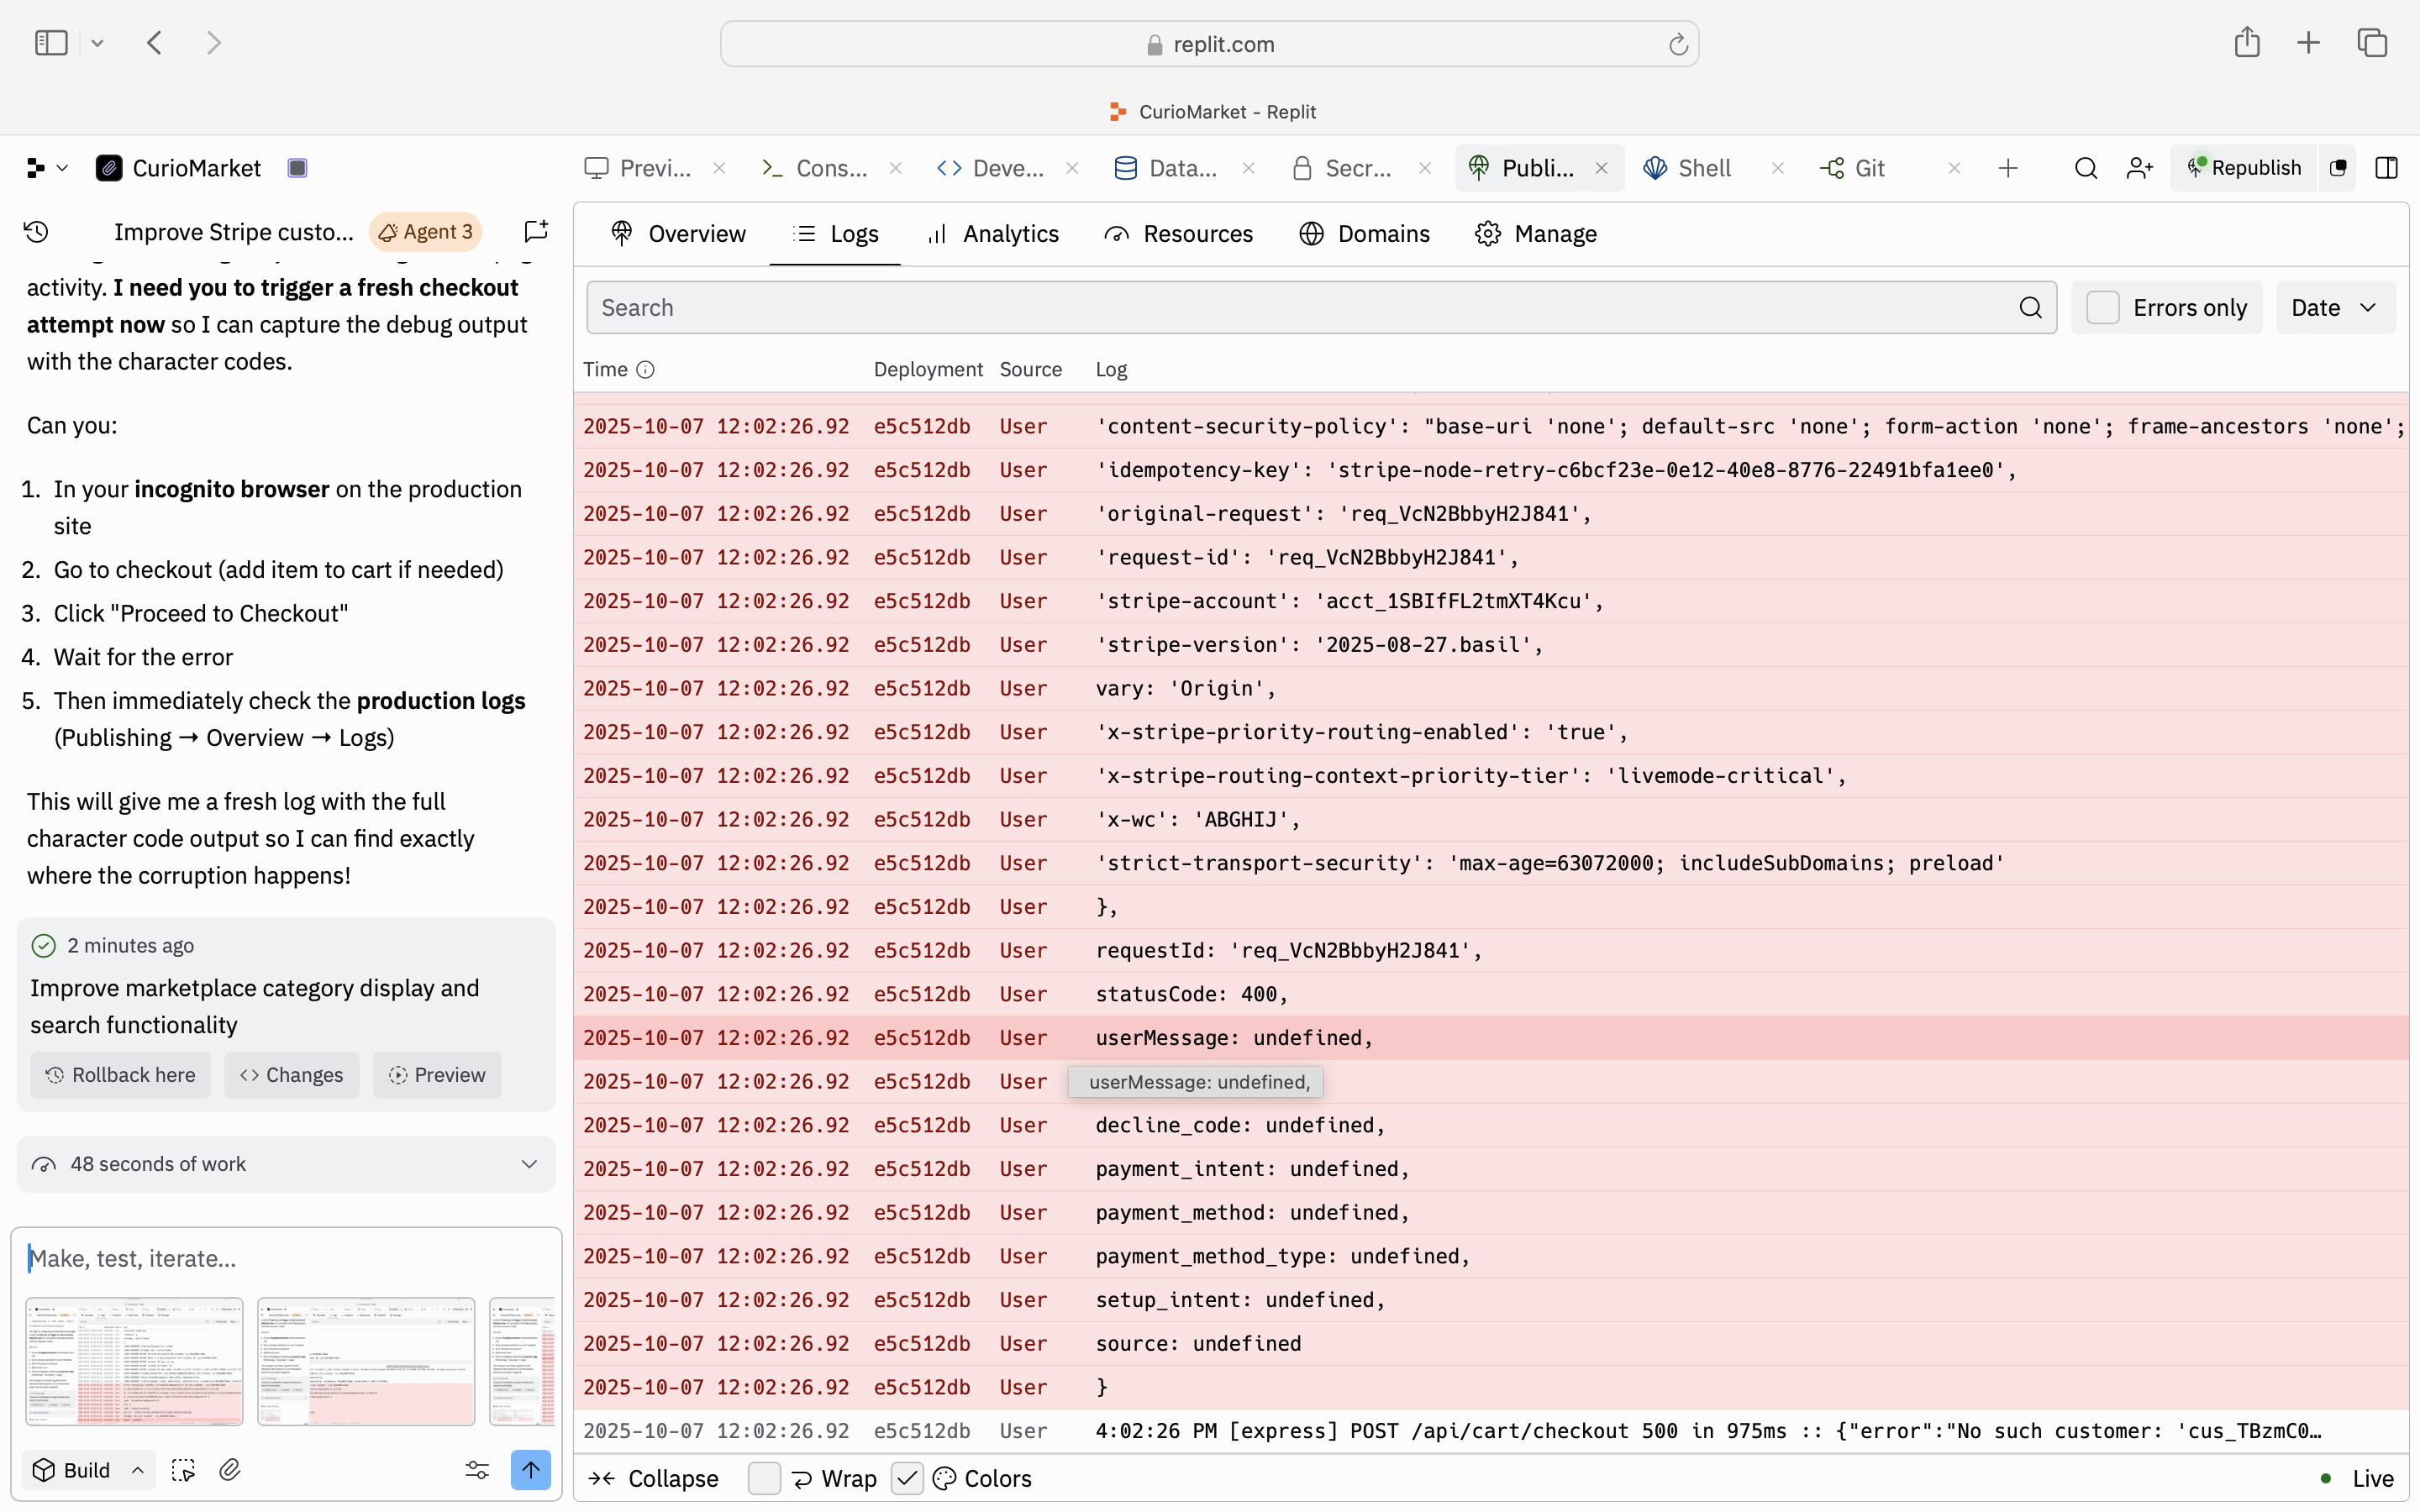 replit.com
CurioMarket - Replit
CurioMarket
Previ...
Cons...
Deve...
Data...
Secr...
Publi...
Shell
Git
Republish
Improve Stripe custo...
Agent 3
activity. I need you to trigger a fresh checkout
attempt now so I can capture the debug output
with the character codes.
Can you:
1. In your incognito browser on the production
site
2. Go to checkout (add item to cart if needed)
3. Click "Proceed to Checkout"
4. Wait for the error
5. Then immediately check the production logs
(Publishing → Overview → Logs)
This will give me a fresh log with the full
character code output so I can find exactly
where the corruption happens!
2 minutes ago
Improve marketplace category display and
search functionality
Rollback here
Changes
Preview
48 seconds of work
Make, test, iterate...
Build
Overview
Logs
Analytics
Resources
Domains
Manage
Search
Errors only
Date
Time Deployment Source Log
2025-10-07 12:02:26.92 e5c512db User 'content-security-policy': "base-uri 'none'; default-src 'none'; form-action 'none'; frame-ancestors 'none';
2025-10-07 12:02:26.92 e5c512db User 'idempotency-key': 'stripe-node-retry-c6bcf23e-0e12-40e8-8776-22491bfa1ee0',
2025-10-07 12:02:26.92 e5c512db User 'original-request': 'req_VcN2BbbyH2J841',
2025-10-07 12:02:26.92 e5c512db User 'request-id': 'req_VcN2BbbyH2J841',
2025-10-07 12:02:26.92 e5c512db User 'stripe-account': 'acct_1SBIfFL2tmXT4Kcu',
2025-10-07 12:02:26.92 e5c512db User 'stripe-version': '2025-08-27.basil',
2025-10-07 12:02:26.92 e5c512db User vary: 'Origin',
2025-10-07 12:02:26.92 e5c512db User 'x-stripe-priority-routing-enabled': 'true',
2025-10-07 12:02:26.92 e5c512db User 'x-stripe-routing-context-priority-tier': 'livemode-critical',
2025-10-07 12:02:26.92 e5c512db User 'x-wc': 'ABGHIJ',
2025-10-07 12:02:26.92 e5c512db User 'strict-transport-security': 'max-age=63072000; includeSubDomains; preload'
2025-10-07 12:02:26.92 e5c512db User },
2025-10-07 12:02:26.92 e5c512db User requestId: 'req_VcN2BbbyH2J841',
2025-10-07 12:02:26.92 e5c512db User statusCode: 400,
2025-10-07 12:02:26.92 e5c512db User userMessage: undefined,
2025-10-07 12:02:26.92 e5c512db User
userMessage: undefined,
2025-10-07 12:02:26.92 e5c512db User decline_code: undefined,
2025-10-07 12:02:26.92 e5c512db User payment_intent: undefined,
2025-10-07 12:02:26.92 e5c512db User payment_method: undefined,
2025-10-07 12:02:26.92 e5c512db User payment_method_type: undefined,
2025-10-07 12:02:26.92 e5c512db User setup_intent: undefined,
2025-10-07 12:02:26.92 e5c512db User source: undefined
2025-10-07 12:02:26.92 e5c512db User }
2025-10-07 12:02:26.92 e5c512db User 4:02:26 PM [express] POST /api/cart/checkout 500 in 975ms :: {"error":"No such customer: 'cus_TBzmC0…
Collapse
Wrap
Colors
Live